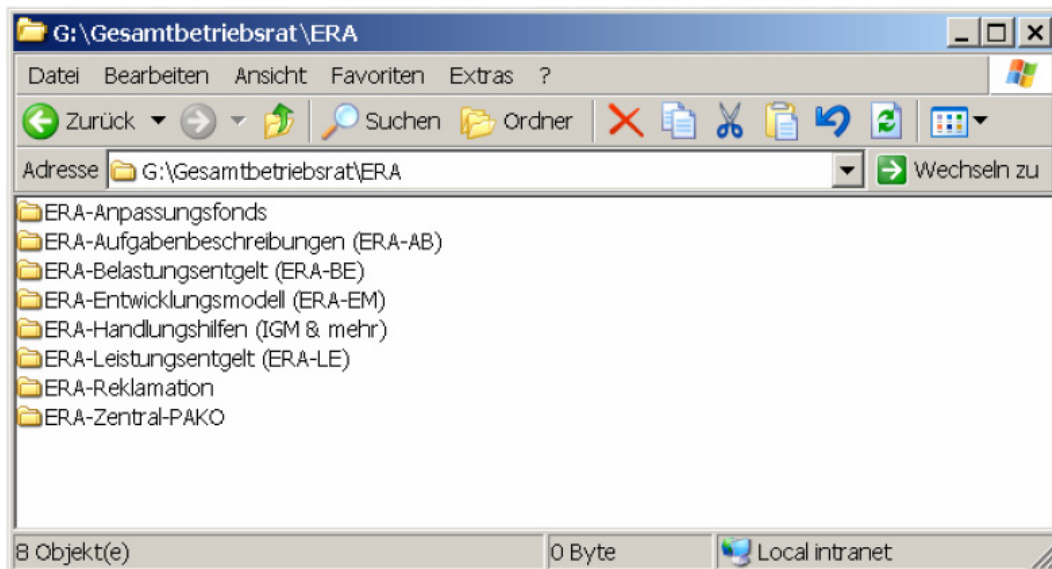 G:\Gesamtbetriebsrat\ERA
Datei Bearbeiten Ansicht Favoriten Extras ?
Zurück Suchen Ordner
Adresse G:\Gesamtbetriebsrat\ERA Wechseln zu
ERA-Anpassungsfonds
ERA-Aufgabenbeschreibungen (ERA-AB)
ERA-Belastungsentgelt (ERA-BE)
ERA-Entwicklungsmodell (ERA-EM)
ERA-Handlungshilfen (IGM & mehr)
ERA-Leistungsentgelt (ERA-LE)
ERA-Reklamation
ERA-Zentral-PAKO
8 Objekt(e) 0 Byte Local intranet